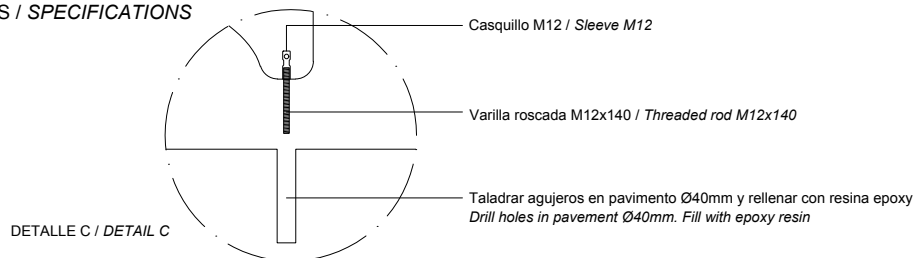 S / SPECIFICATIONS
Casquillo M12 / Sleeve M12
Varilla roscada M12x140 / Threaded rod M12x140
Taladrar agujeros en pavimento Ø40mm y rellenar con resina epoxy
Drill holes in pavement Ø40mm. Fill with epoxy resin
DETALLE C / DETAIL C